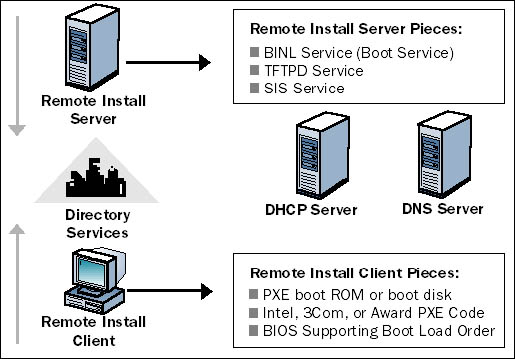 Remote Install Server Pieces:
BINL Service (Boot Service)
TFTPD Service
SIS Service
Remote Install
Server
DHCP Server
DNS Server
Directory
Services
Remote Install Client Pieces:
PXE boot ROM or boot disk
Intel, 3Com, or Award PXE Code
BIOS Supporting Boot Load Order
Remote Install
Client